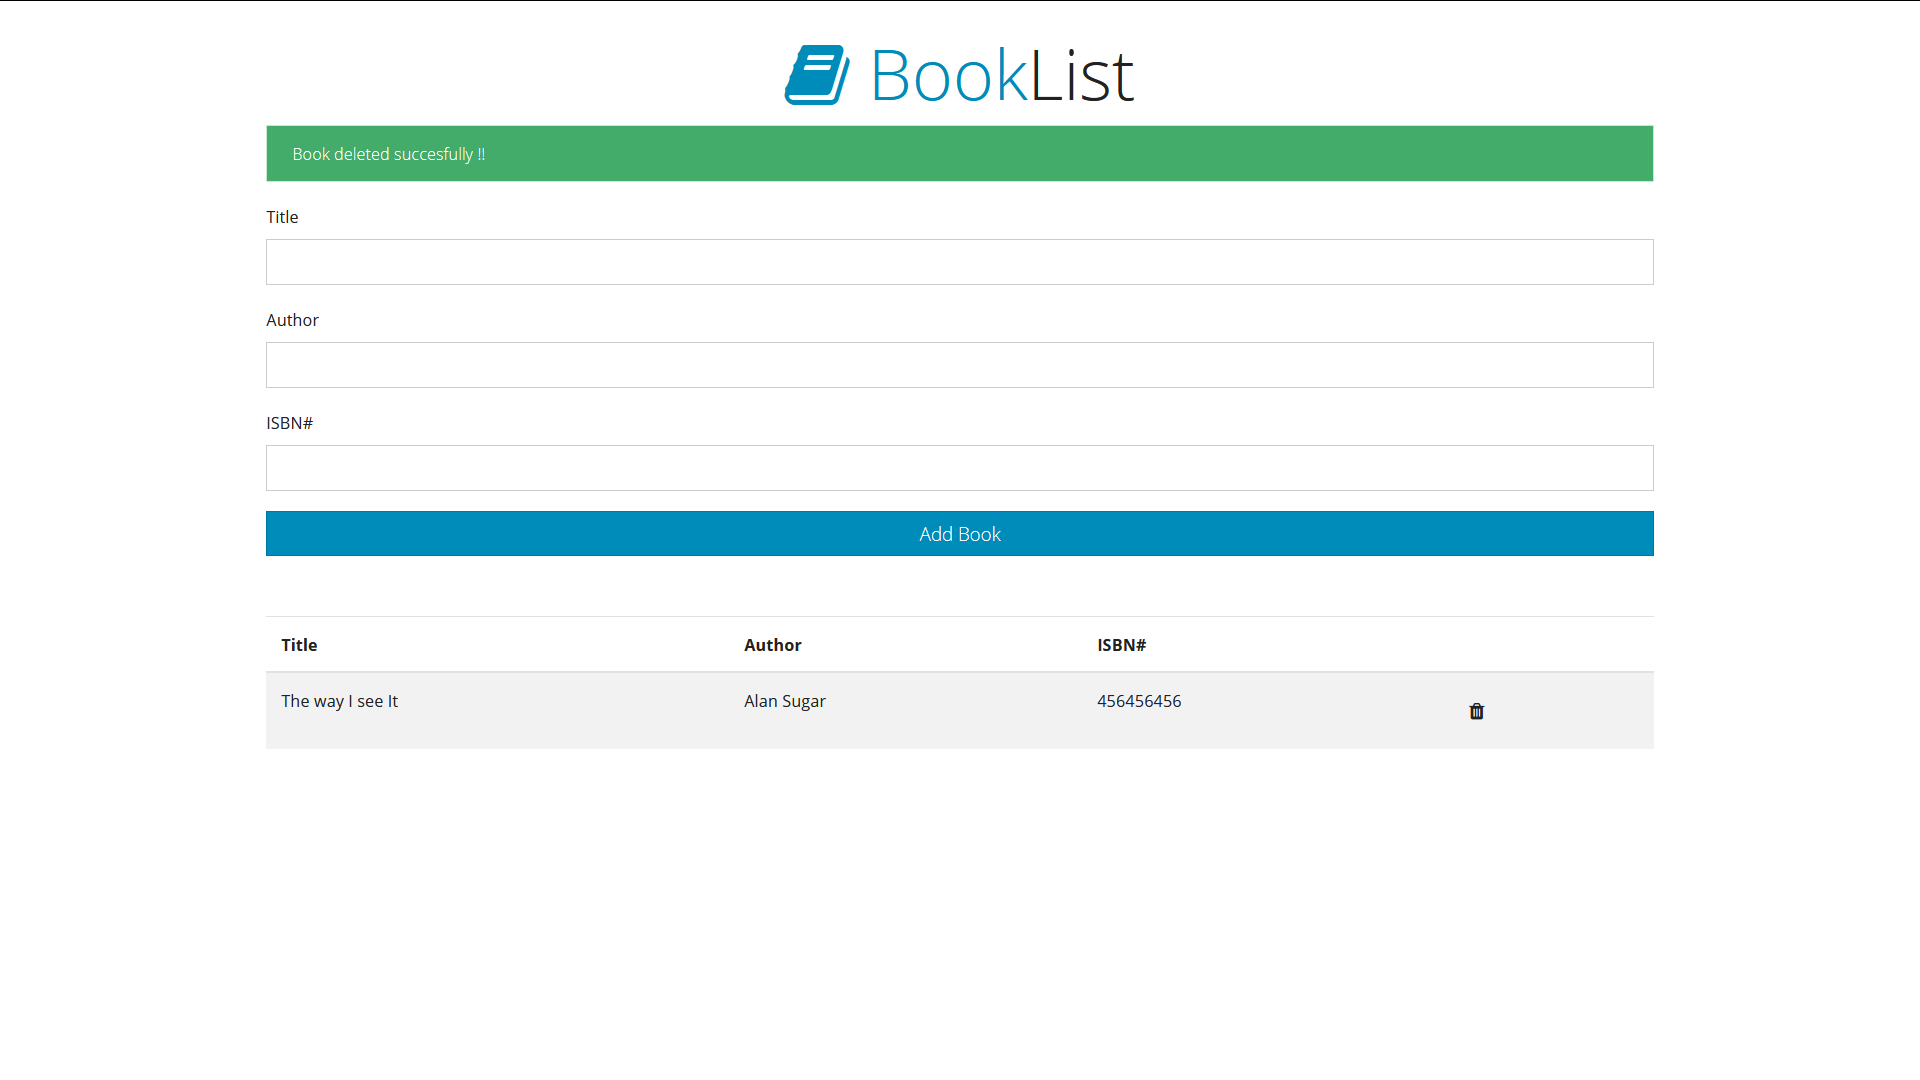 BookList
Book deleted succesfully !!
Title
Author
ISBN#
Add Book
Title Author ISBN#
The way I see It Alan Sugar 456456456